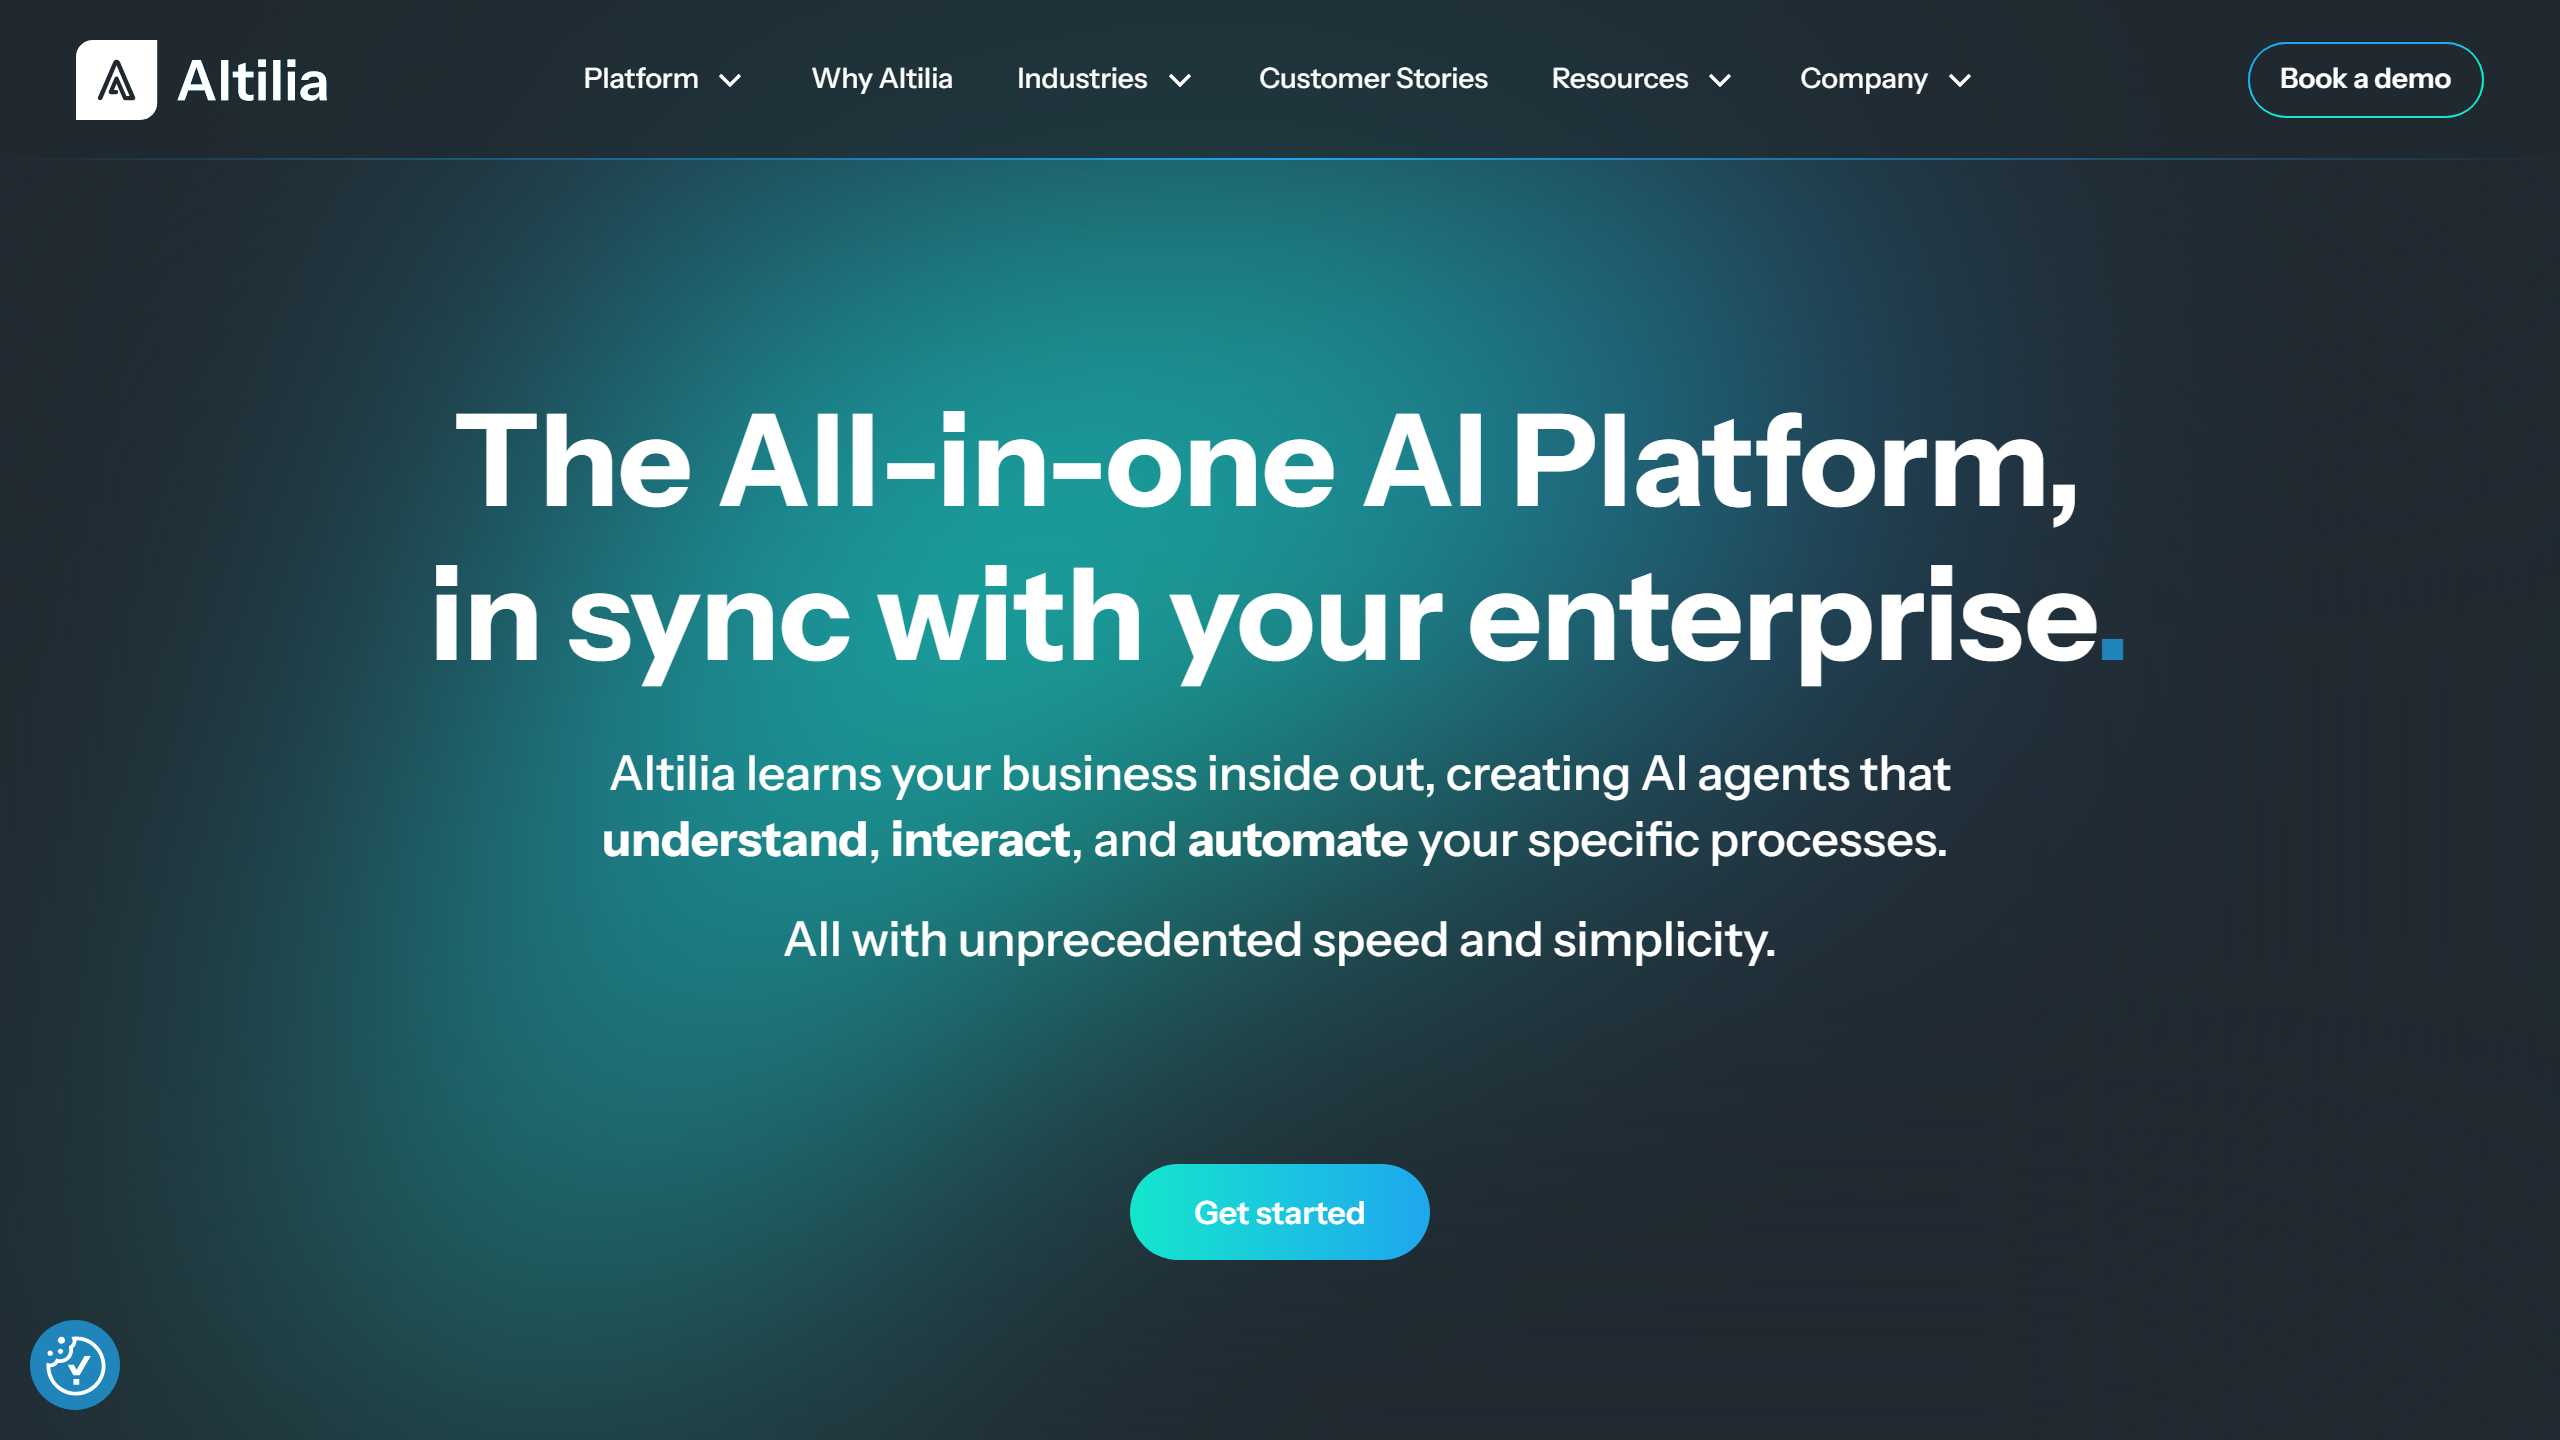 Altilia
Platform
Why Altilia
Industries
Customer Stories
Resources
Company
Book a demo
The All-in-one AI Platform,
in sync with your enterprise.
Altilia learns your business inside out, creating AI agents that
understand, interact, and automate your specific processes.
All with unprecedented speed and simplicity.
Get started